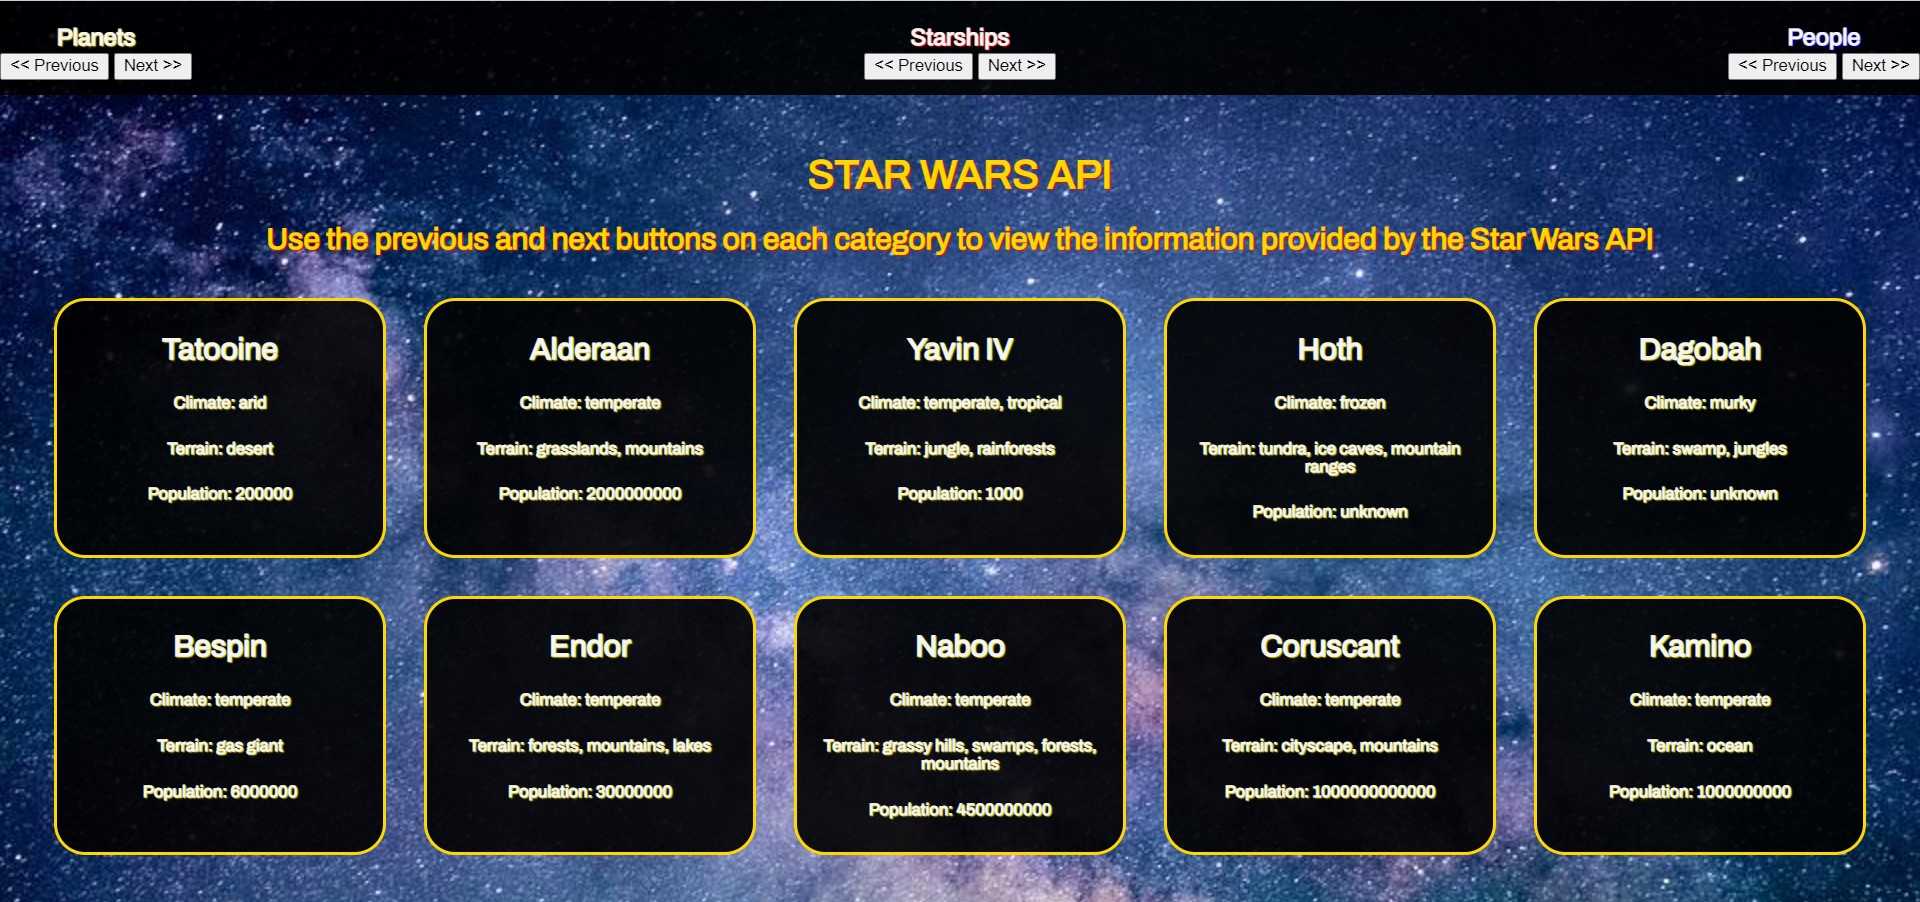 Planets
<< Previous Next >>
Starships
<< Previous Next >>
People
<< Previous Next >>
STAR WARS API
Use the previous and next buttons on each category to view the information provided by the Star Wars API
Tatooine
Climate: arid
Terrain: desert
Population: 200000
Alderaan
Climate: temperate
Terrain: grasslands, mountains
Population: 2000000000
Yavin IV
Climate: temperate, tropical
Terrain: jungle, rainforests
Population: 1000
Hoth
Climate: frozen
Terrain: tundra, ice caves, mountain
ranges
Population: unknown
Dagobah
Climate: murky
Terrain: swamp, jungles
Population: unknown
Bespin
Climate: temperate
Terrain: gas giant
Population: 6000000
Endor
Climate: temperate
Terrain: forests, mountains, lakes
Population: 30000000
Naboo
Climate: temperate
Terrain: grassy hills, swamps, forests,
mountains
Population: 4500000000
Coruscant
Climate: temperate
Terrain: cityscape, mountains
Population: 1000000000000
Kamino
Climate: temperate
Terrain: ocean
Population: 1000000000